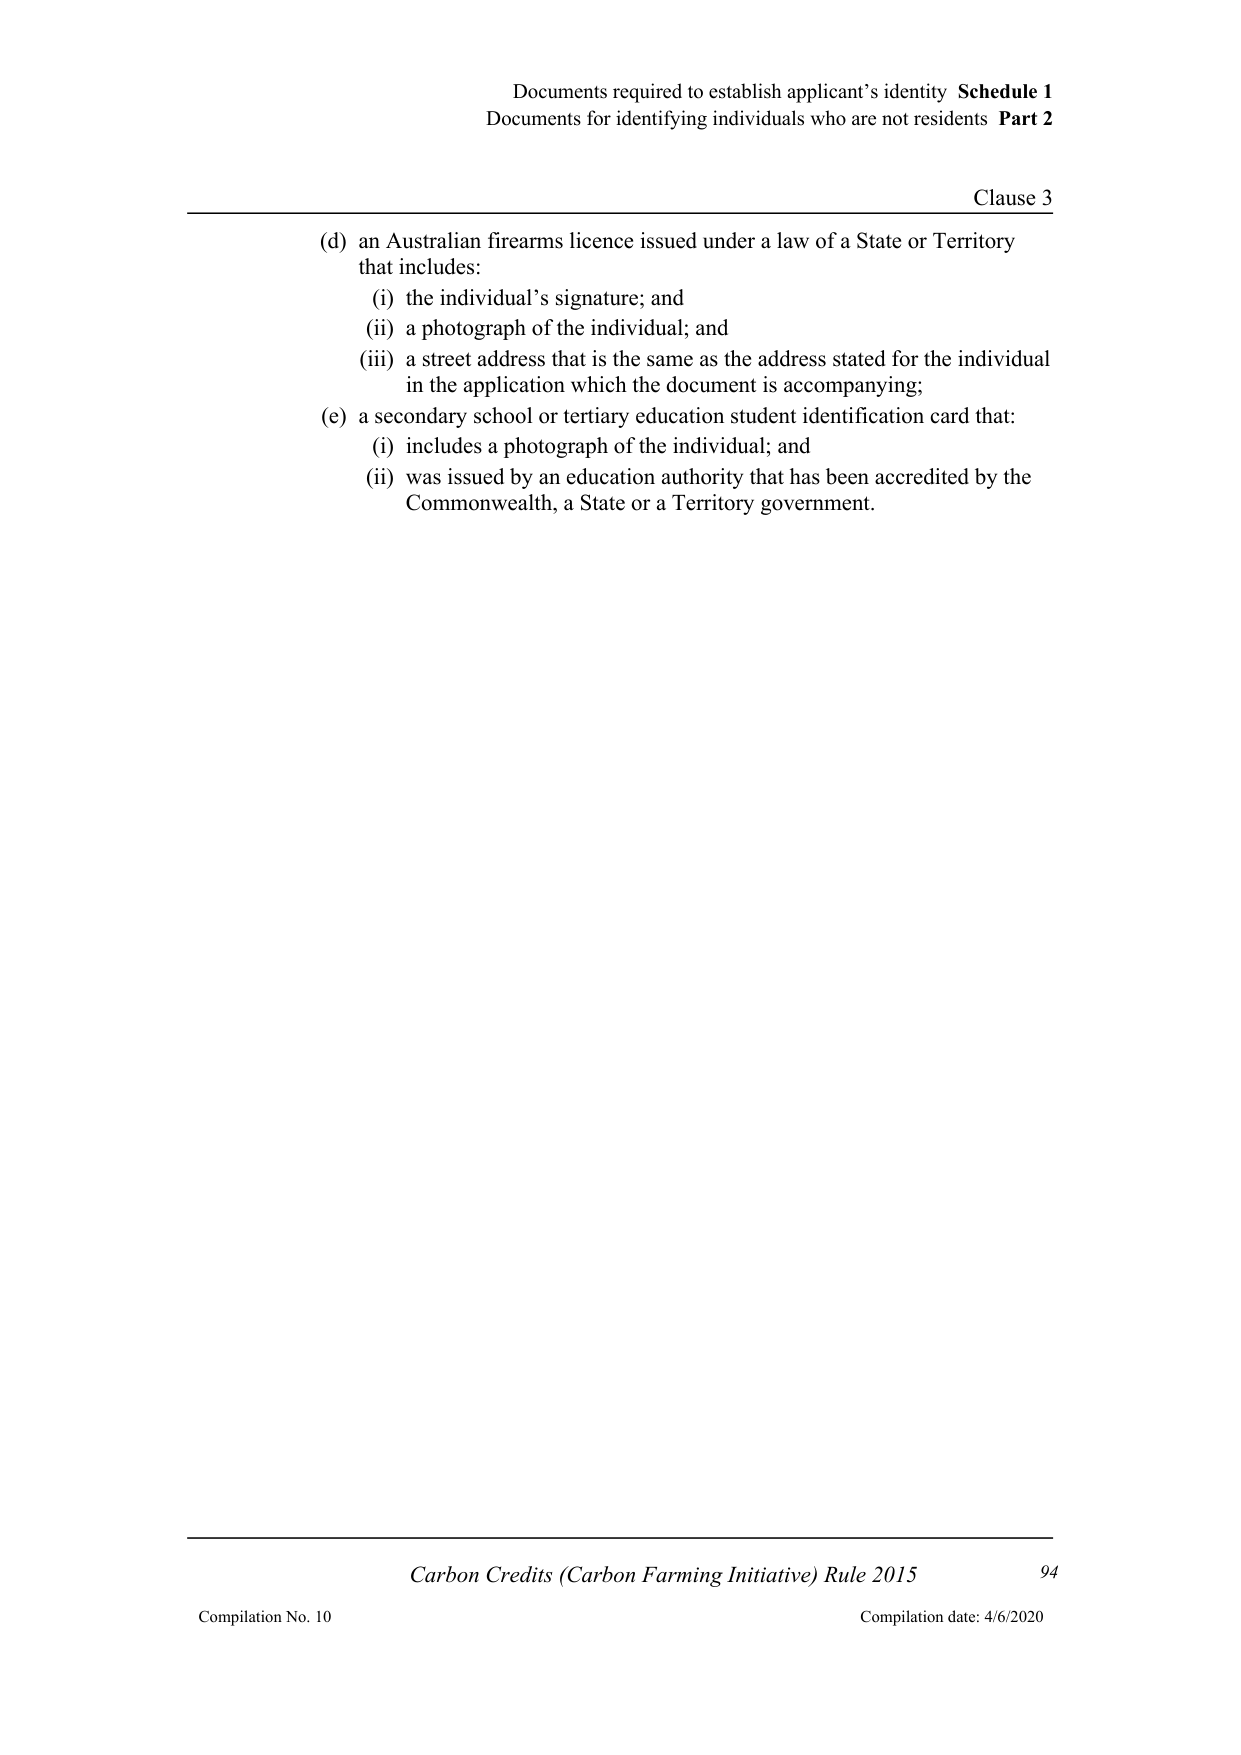 Documents required to establish applicant’s identity  Schedule 1
Documents for identifying individuals who are not residents  Part 2
Clause 3
(d) an Australian firearms licence issued under a law of a State or Territory
that includes:
(i) the individual’s signature; and
(ii) a photograph of the individual; and
(iii) a street address that is the same as the address stated for the individual
in the application which the document is accompanying;
(e) a secondary school or tertiary education student identification card that:
(i) includes a photograph of the individual; and
(ii) was issued by an education authority that has been accredited by the
Commonwealth, a State or a Territory government.
Carbon Credits (Carbon Farming Initiative) Rule 2015 94
Compilation No. 10 Compilation date: 4/6/2020